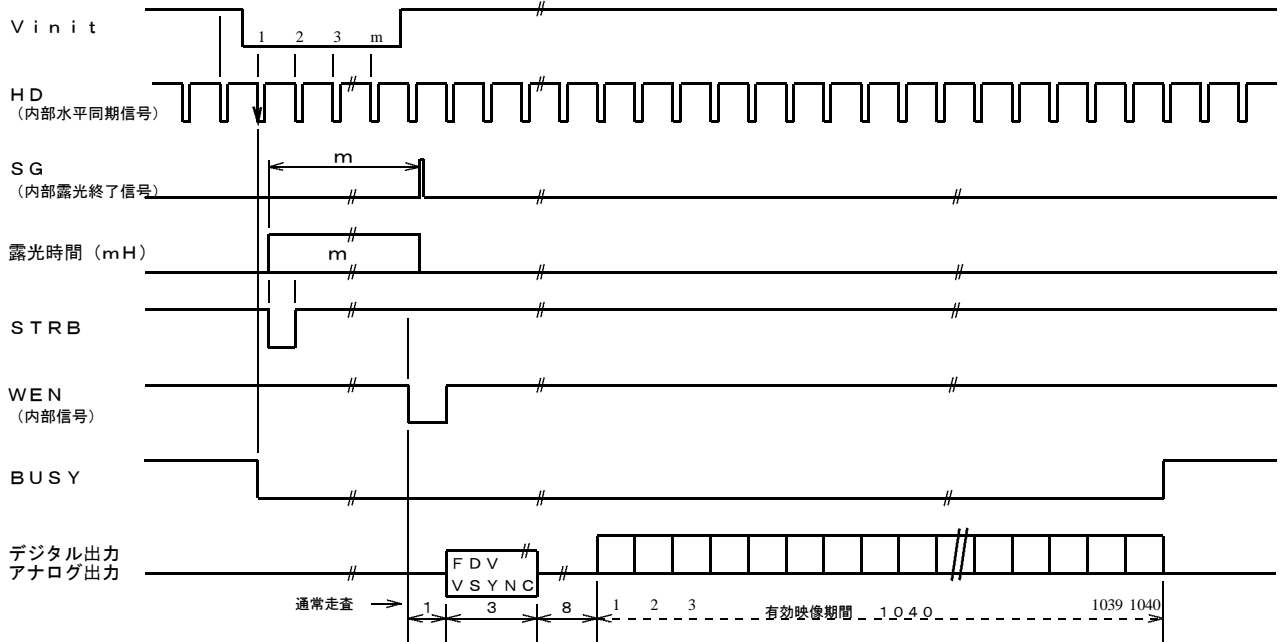 Ｖｉｎｉｔ
1 2 3 m
ＨＤ
（内部水平同期信号）
ＳＧ
（内部露光終了信号）
ｍ
露光時間（ｍＨ）
ｍ
ＳＴＲＢ
ＷＥＮ
（内部信号）
ＢＵＳＹ
デジタル出力
アナログ出力
ＦＤＶ
ＶＳＹＮＣ
通常走査
１ ３ ８
1 2 3 有効映像期間 １０４０ 1039 1040